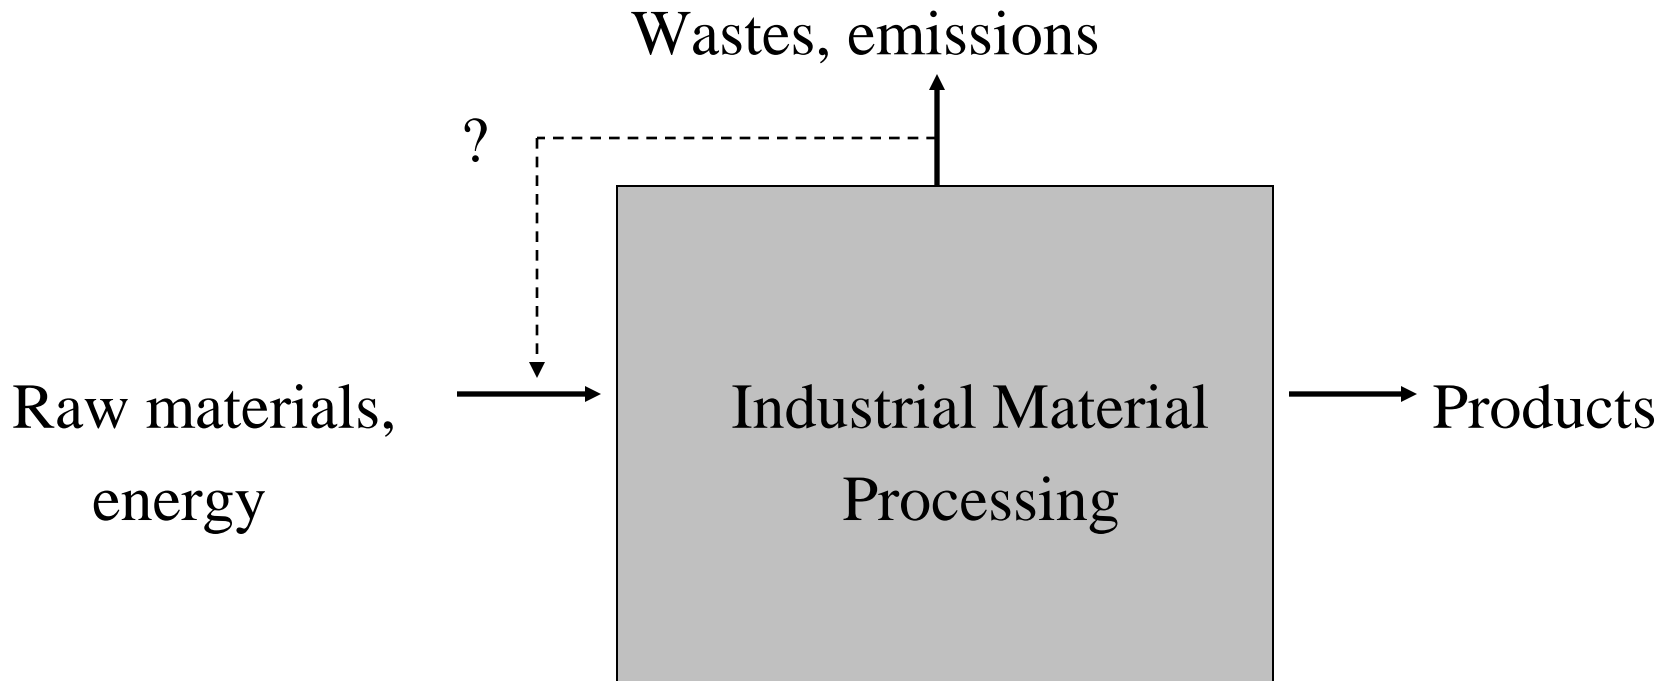 Wastes, emissions
?
Raw materials,
energy
Industrial Material
Processing
Products